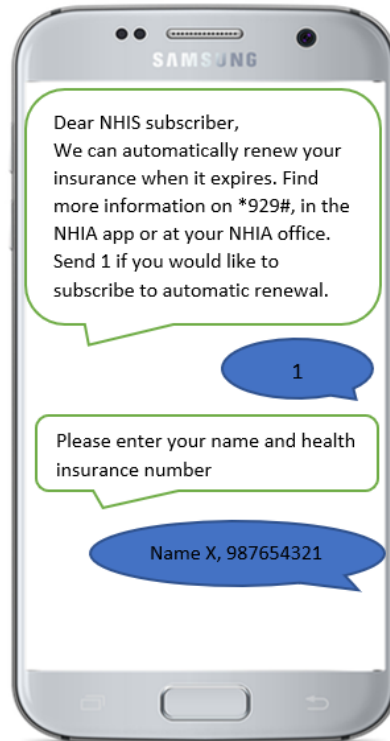 SAMSUNG
Dear NHIS subscriber,
We can automatically renew your
insurance when it expires. Find
more information on *929#, in the
NHIA app or at your NHIA office.
Send 1 if you would like to
subscribe to automatic renewal.
1
Please enter your name and health
insurance number
Name X, 987654321